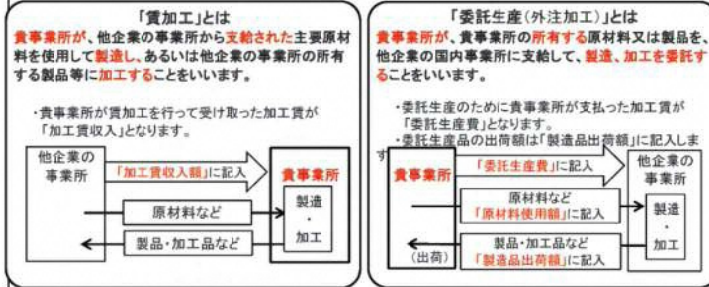 「賃加工」とは
貴事業所が、他企業の事業所から支給された主要原材
料を使用して製造し、あるいは他企業の事業所の所有
する製品等に加工することをいいます。
・貴事業所が賃加工を行って受け取った加工賃が
「加工賃収入」となります。
他企業の
事業所
「加工賃収入額」に記入
貴事業所
原材料など
製品・加工品など
製造
・
加工
「委託生産(外注加工)」とは
貴事業所が、貴事業所の所有する原材料又は製品を、
他企業の国内事業所に支給して、製造、加工を委託す
ることをいいます。
・委託生産のために貴事業所が支払った加工賃が
「委託生産費」となります。
・委託生産品の出荷額は「製造品出荷額」に記入しま
す
貴事業所
「委託生産費」に記入
他企業の
事業所
原材料など
「原材料使用額」に記入
製品・加工品など
「製造品出荷額」に記入
(出荷)
製造
・
加工